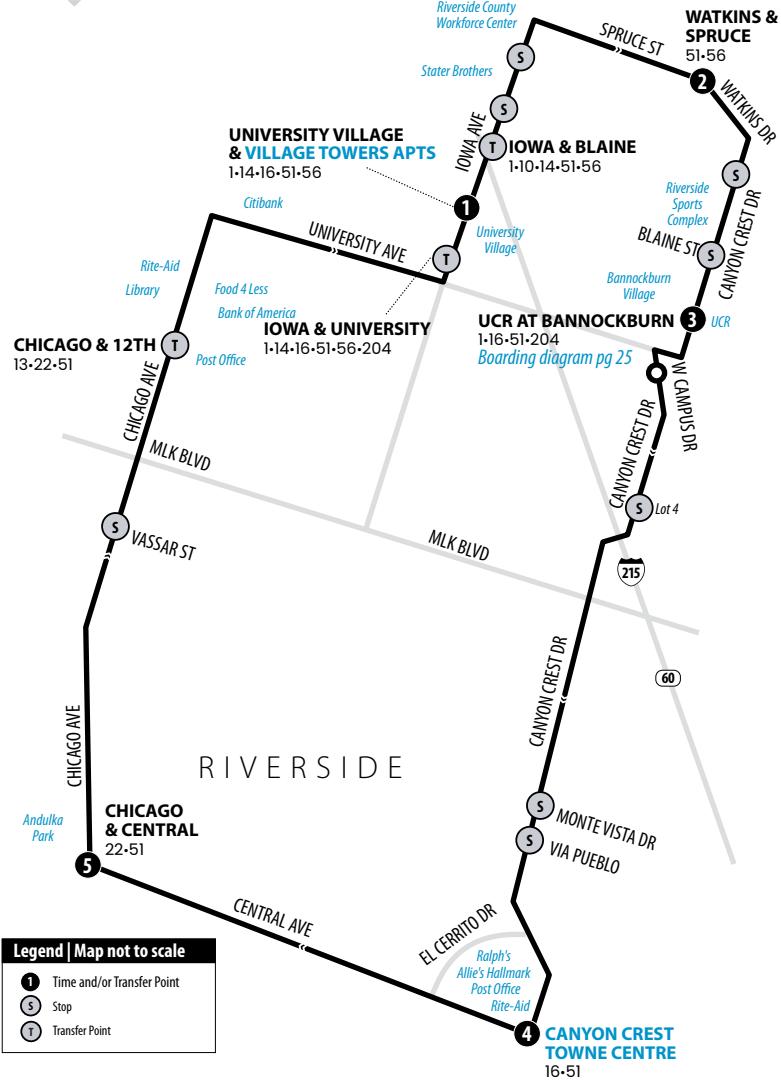 Riverside County
Workforce Center
S
Stater Brothers
S
IOWA AVE
T
IOWA & BLAINE
1•10•14•51•56
SPRUCE ST
WATKINS &
SPRUCE
51•56
2
WATKINS DR
UNIVERSITY VILLAGE
& VILLAGE TOWERS APTS
1•14•16•51•56
1
University
Village
Citibank
UNIVERSITY AVE
T
IOWA & UNIVERSITY
1•14•16•51•56•204
S
CANYON CREST DR
Riverside
Sports
Complex
BLAINE ST
S
Bannockburn
Village
UCR AT BANNOCKBURN
1•16•51•204
Boarding diagram pg 25
3
UCR
Rite-Aid
Library
Food 4 Less
Bank of America
CHICAGO & 12TH
13•22•51
T
Post Office
CHICAGO AVE
W CAMPUS DR
CANYON CREST DR
S
Lot 4
MLK BLVD
MLK BLVD
215
S
VASSAR ST
60
CANYON CREST DR
CHICAGO AVE
RIVERSIDE
S
MONTE VISTA DR
S
VIA PUEBLO
Andulka
Park
CHICAGO
& CENTRAL
22•51
5
CENTRAL AVE
EL CERRITO DR
Ralph's
Allie's Hallmark
Post Office
Rite-Aid
4
CANYON CREST
TOWNE CENTRE
16•51
Legend | Map not to scale
1 Time and/or Transfer Point
S Stop
T Transfer Point